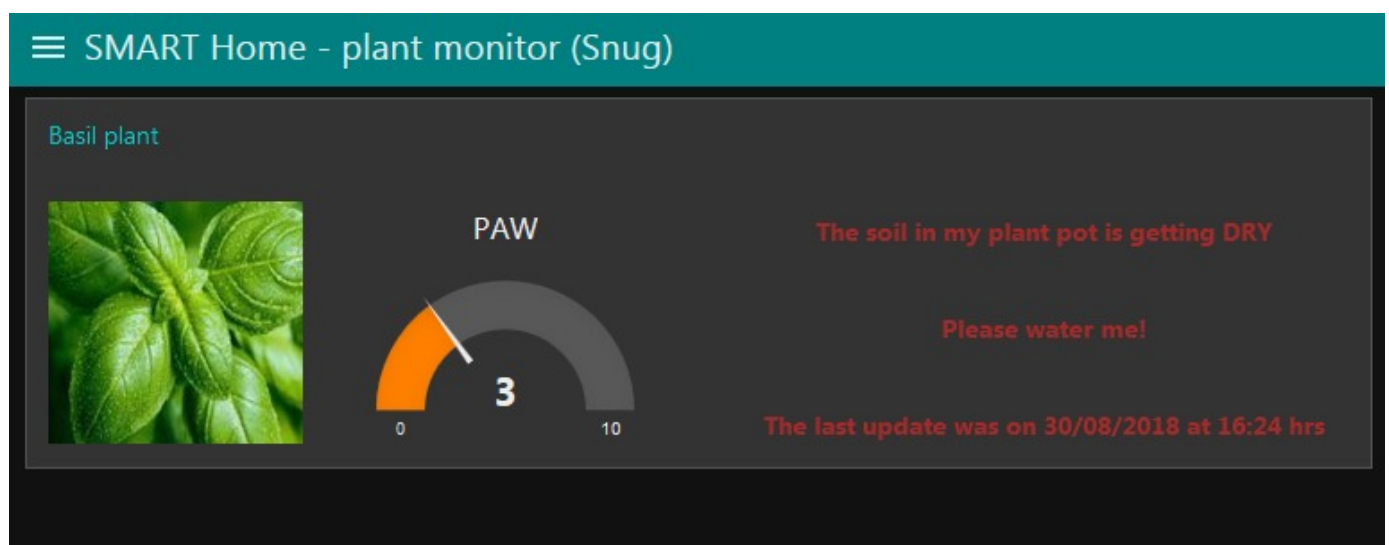 SMART Home - plant monitor (Snug)
Basil plant
PAW
3
0
10
The soil in my plant pot is getting DRY
Please water me!
The last update was on 30/08/2018 at 16:24 hrs